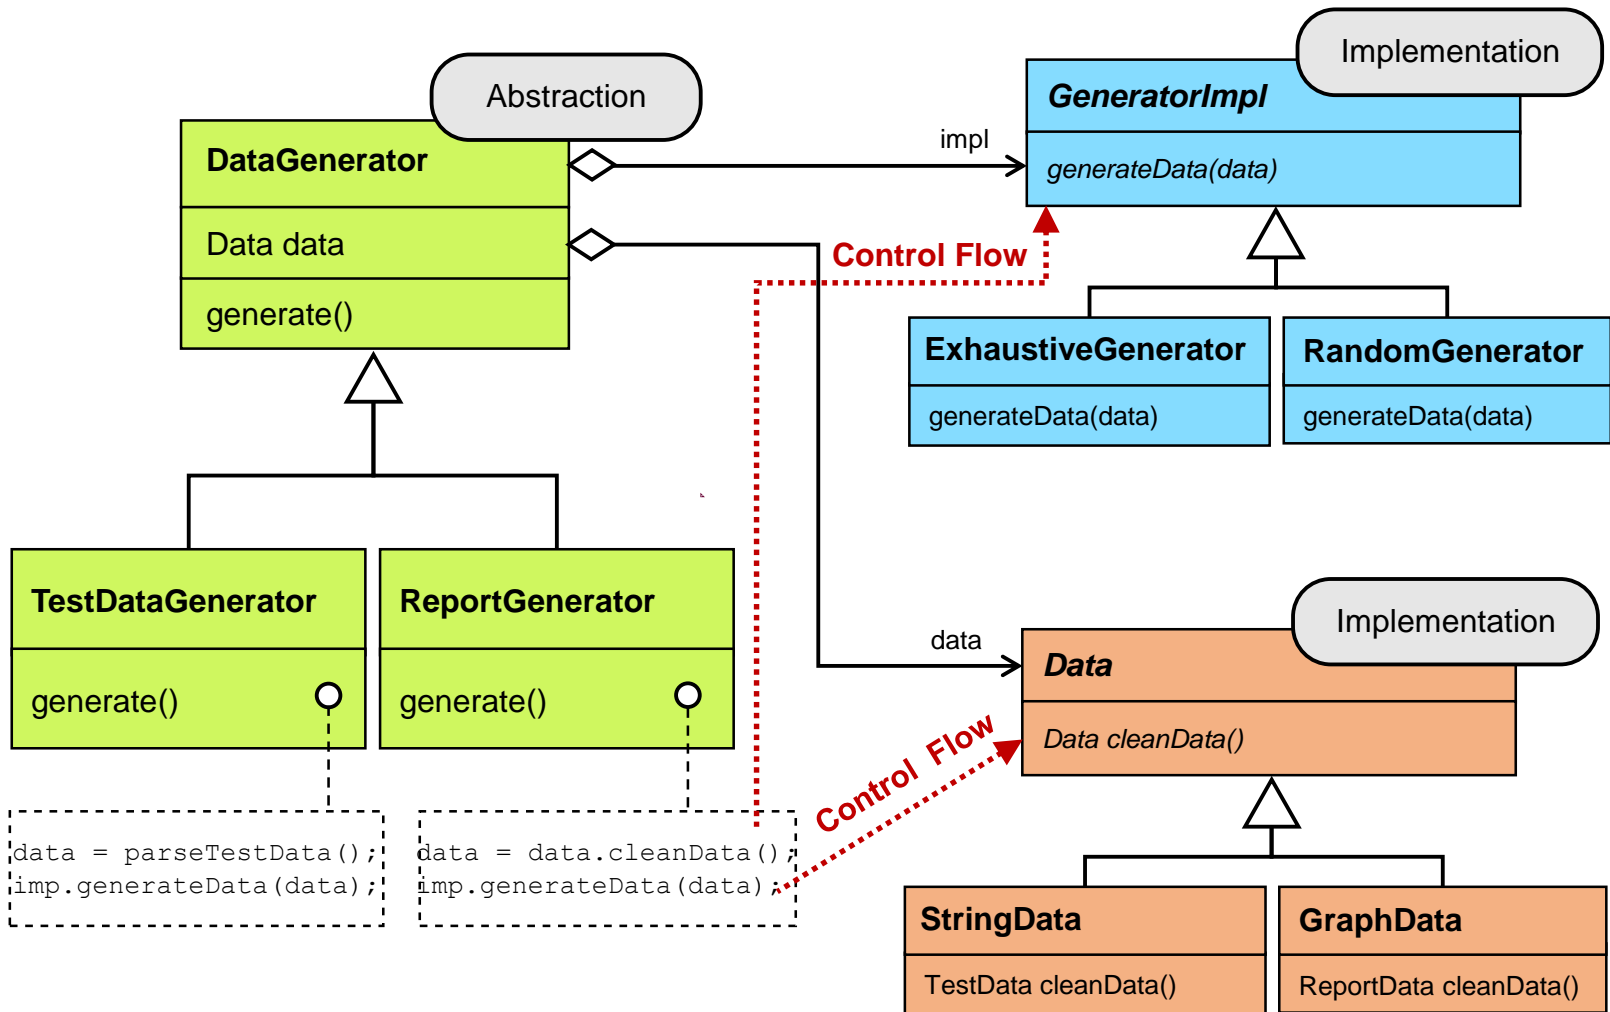 Abstraction
DataGenerator
Data data
generate()
impl
Implementation
GeneratorImpl
generateData(data)
Control Flow
ExhaustiveGenerator
generateData(data)
RandomGenerator
generateData(data)
TestDataGenerator
generate()
ReportGenerator
generate()
data = parseTestData();
imp.generateData(data);
data = data.cleanData();
imp.generateData(data);
Control Flow
data
Implementation
Data
Data cleanData()
StringData
TestData cleanData()
GraphData
ReportData cleanData()